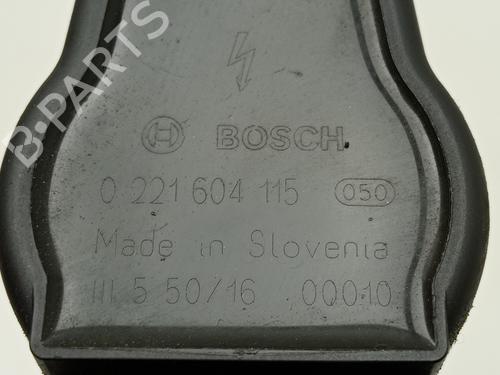 B-PARTS
BOSCH
0 221 604 115 050
Made in Slovenia
III 5 50/16 00010